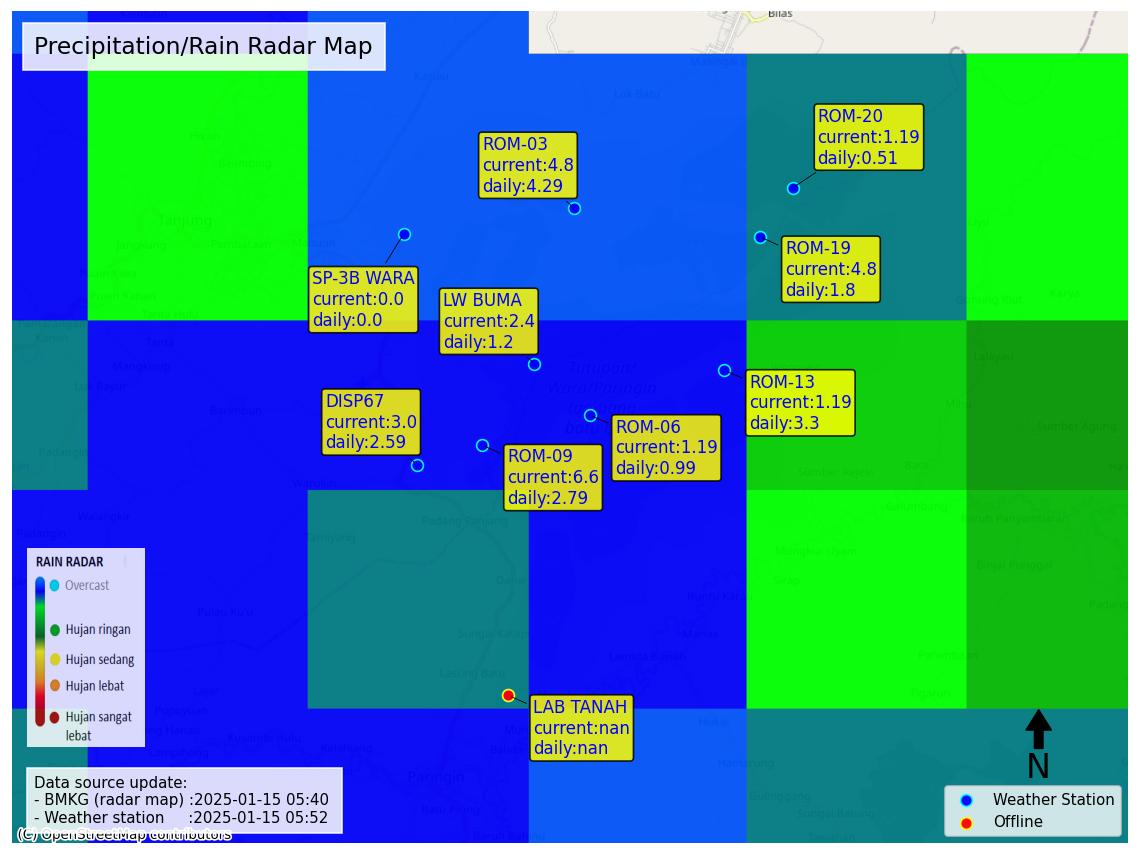 Bilas
Precipitation/Rain Radar Map
ROM-20
current:1.19
daily:0.51
ROM-03
current:4.8
daily:4.29
Tanjung
ROM-19
current:4.8
daily:1.8
SP-3B WARA
current:0.0
daily:0.0
LW BUMA
current:2.4
daily:1.2
ROM-13
current:1.19
daily:3.3
DISP67
current:3.0
daily:2.59
ROM-06
current:1.19
daily:0.99
ROM-09
current:6.6
daily:2.79
RAIN RADAR
Overcast
Hujan ringan
Hujan sedang
Hujan lebat
Hujan sangat
lebat
LAB TANAH
current:nan
daily:nan
Paringin
N
Data source update:
- BMKG (radar map) :2025-01-15 05:40
- Weather station :2025-01-15 05:52
(C) OpenStreetMap contributors
Weather Station
Offline